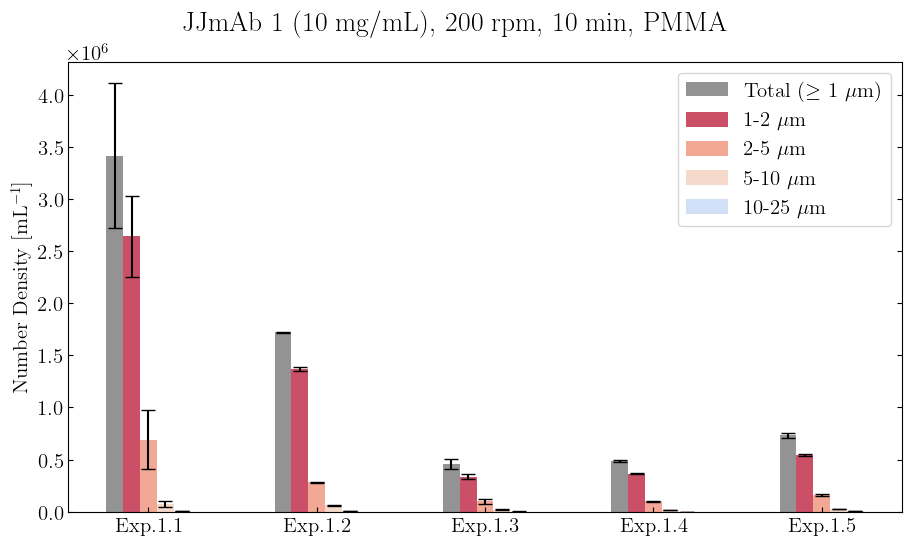 JJmAb 1 (10 mg/mL), 200 rpm, 10 min, PMMA
×10⁶
4.0
3.5
3.0
2.5
2.0
1.5
1.0
0.5
0.0
Number Density [mL⁻¹]
Total (≥ 1 μm)
1-2 μm
2-5 μm
5-10 μm
10-25 μm
Exp.1.1 Exp.1.2 Exp.1.3 Exp.1.4 Exp.1.5